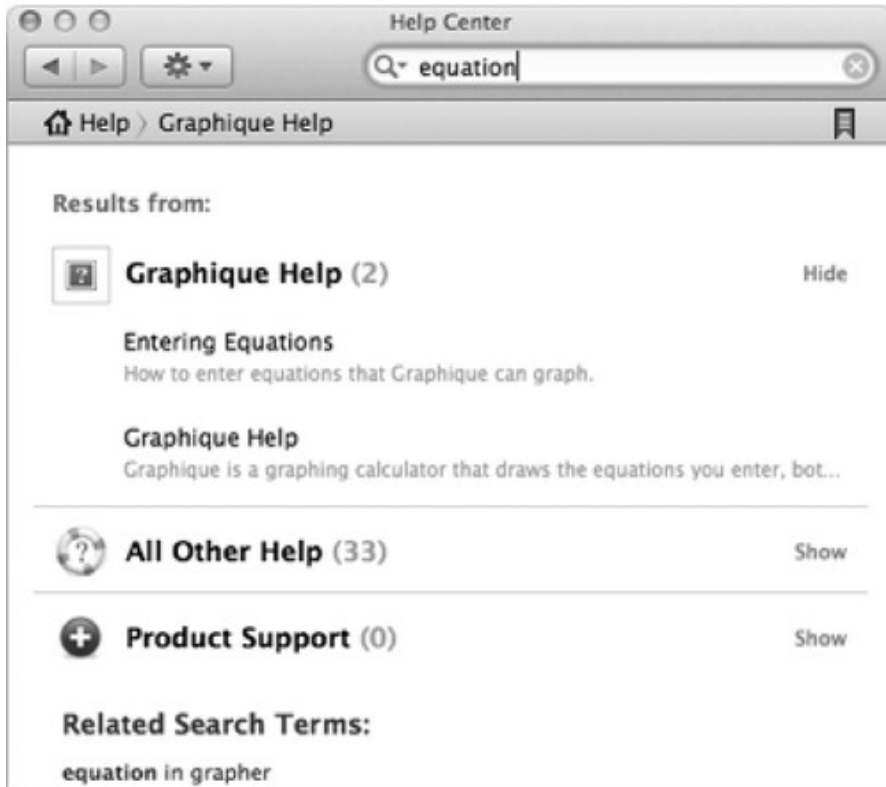 Help Center
equation
Help 〉 Graphique Help
Results from:
Graphique Help (2)
Hide
Entering Equations
How to enter equations that Graphique can graph.
Graphique Help
Graphique is a graphing calculator that draws the equations you enter, bot...
All Other Help (33)
Show
Product Support (0)
Show
Related Search Terms:
equation in grapher